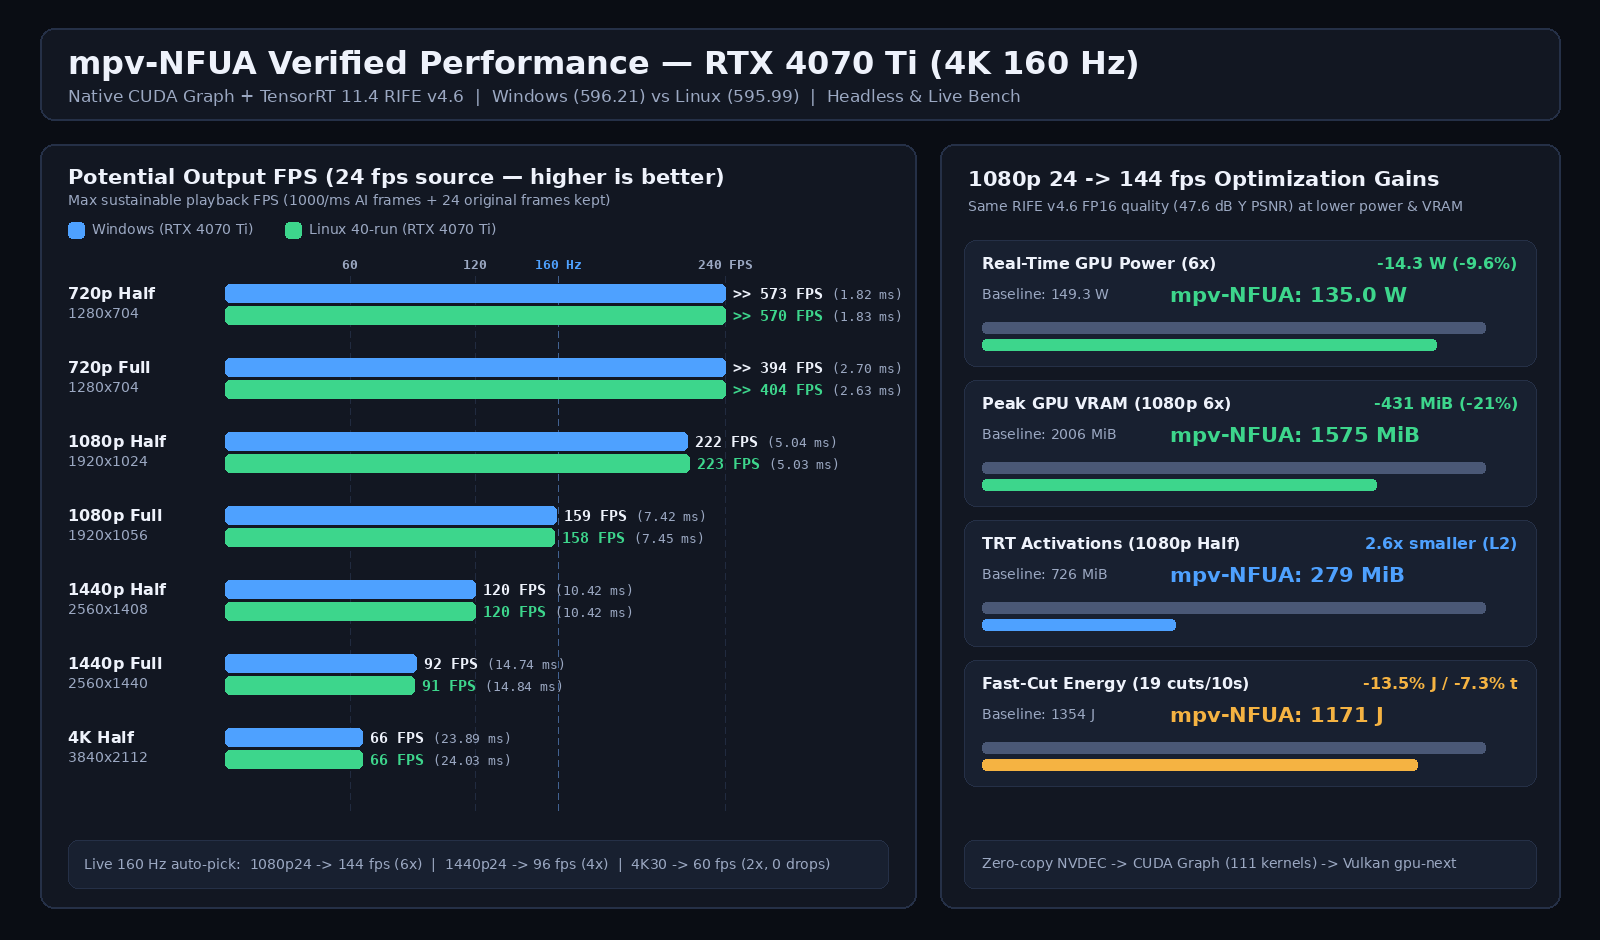 mpv-NFUA Verified Performance — RTX 4070 Ti (4K 160 Hz)
Native CUDA Graph + TensorRT 11.4 RIFE v4.6 | Windows (596.21) vs Linux (595.99) | Headless & Live Bench
Potential Output FPS (24 fps source — higher is better)
Max sustainable playback FPS (1000/ms AI frames + 24 original frames kept)
Windows (RTX 4070 Ti) Linux 40-run (RTX 4070 Ti)
60 120 160 Hz 240 FPS
720p Half
1280x704
>> 573 FPS (1.82 ms)
>> 570 FPS (1.83 ms)
720p Full
1280x704
>> 394 FPS (2.70 ms)
>> 404 FPS (2.63 ms)
1080p Half
1920x1024
222 FPS (5.04 ms)
223 FPS (5.03 ms)
1080p Full
1920x1056
159 FPS (7.42 ms)
158 FPS (7.45 ms)
1440p Half
2560x1408
120 FPS (10.42 ms)
120 FPS (10.42 ms)
1440p Full
2560x1440
92 FPS (14.74 ms)
91 FPS (14.84 ms)
4K Half
3840x2112
66 FPS (23.89 ms)
66 FPS (24.03 ms)
Live 160 Hz auto-pick: 1080p24 -> 144 fps (6x) | 1440p24 -> 96 fps (4x) | 4K30 -> 60 fps (2x, 0 drops)
1080p 24 -> 144 fps Optimization Gains
Same RIFE v4.6 FP16 quality (47.6 dB Y PSNR) at lower power & VRAM
Real-Time GPU Power (6x) -14.3 W (-9.6%)
Baseline: 149.3 W mpv-NFUA: 135.0 W
Peak GPU VRAM (1080p 6x) -431 MiB (-21%)
Baseline: 2006 MiB mpv-NFUA: 1575 MiB
TRT Activations (1080p Half) 2.6x smaller (L2)
Baseline: 726 MiB mpv-NFUA: 279 MiB
Fast-Cut Energy (19 cuts/10s) -13.5% J / -7.3% t
Baseline: 1354 J mpv-NFUA: 1171 J
Zero-copy NVDEC -> CUDA Graph (111 kernels) -> Vulkan gpu-next